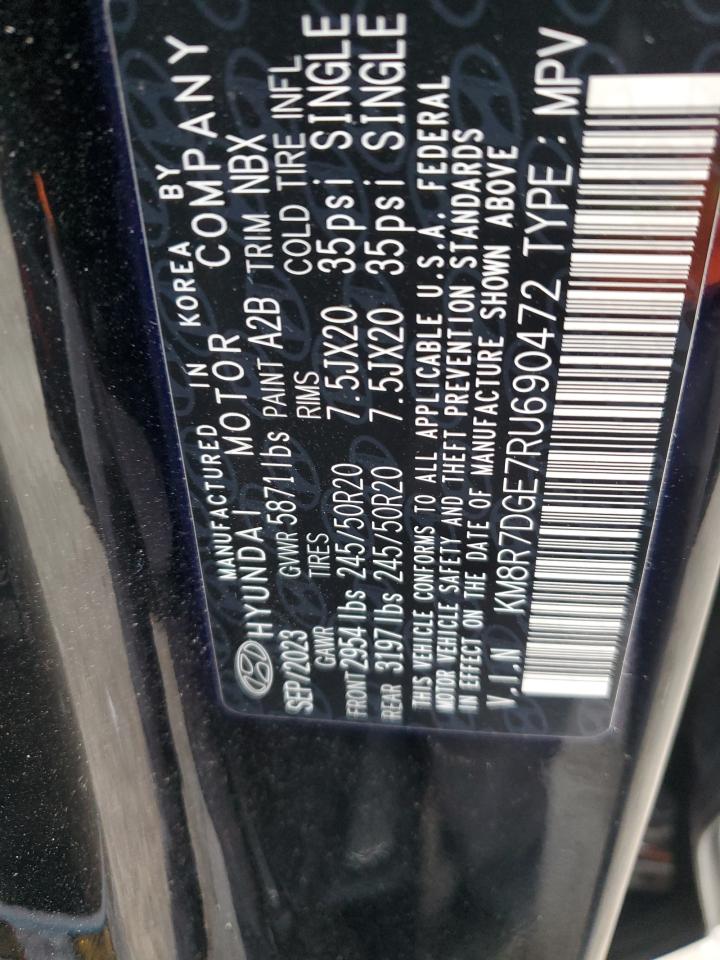 MANUFACTURED IN KOREA BY
HYUNDAI MOTOR COMPANY
SEP/2023 GVWR 5871lbs PAINT A2B TRIM NBX
GAWR TIRES RIMS COLD TIRE INFL
FRONT 2954 lbs 245/50R20 7.5JX20 35psi SINGLE
REAR 3197 lbs 245/50R20 7.5JX20 35psi SINGLE
THIS VEHICLE CONFORMS TO ALL APPLICABLE U.S.A. FEDERAL
MOTOR VEHICLE SAFETY AND THEFT PREVENTION STANDARDS
IN EFFECT ON THE DATE OF MANUFACTURE SHOWN ABOVE
V.I.N KM8R7DGE7RU690472 TYPE : MPV